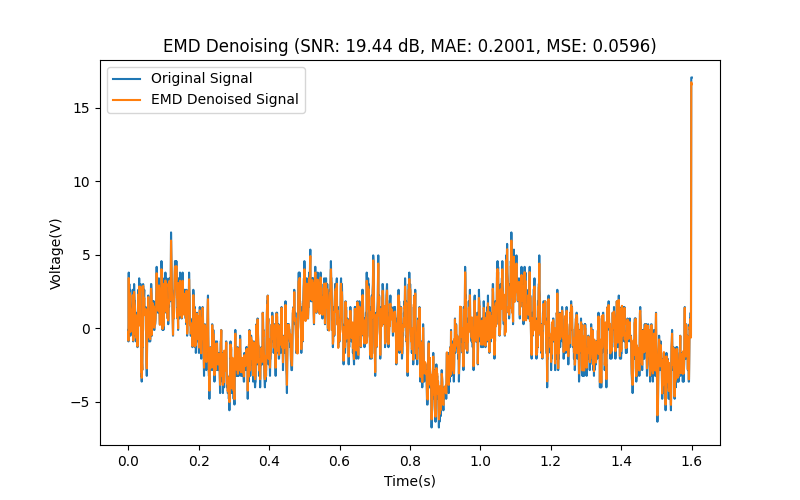 EMD Denoising (SNR: 19.44 dB, MAE: 0.2001, MSE: 0.0596)
Original Signal
EMD Denoised Signal
Voltage(V)
15
10
5
0
−5
0.0 0.2 0.4 0.6 0.8 1.0 1.2 1.4 1.6
Time(s)